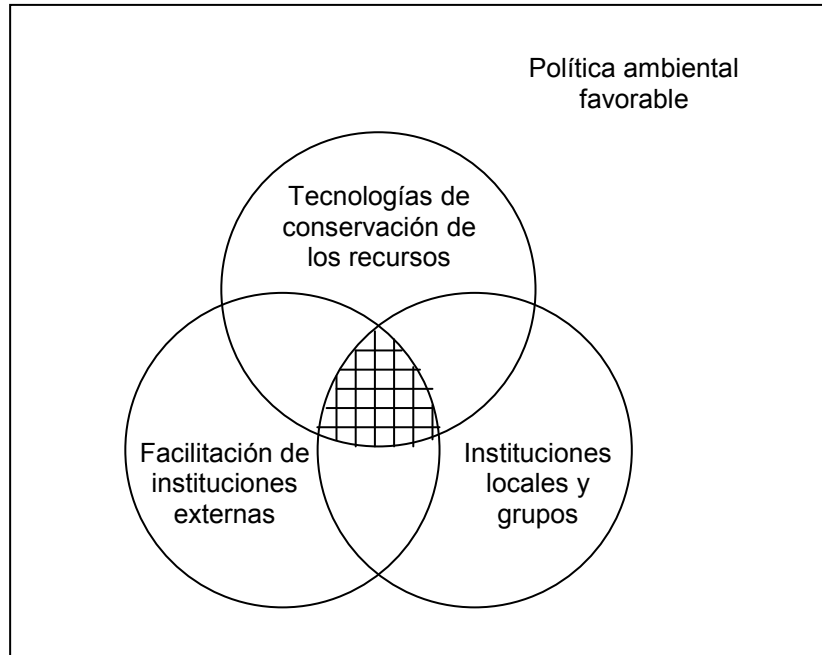 Política ambiental
favorable
Tecnologías de
conservación de
los recursos
Facilitación de
instituciones
externas
Instituciones
locales y
grupos